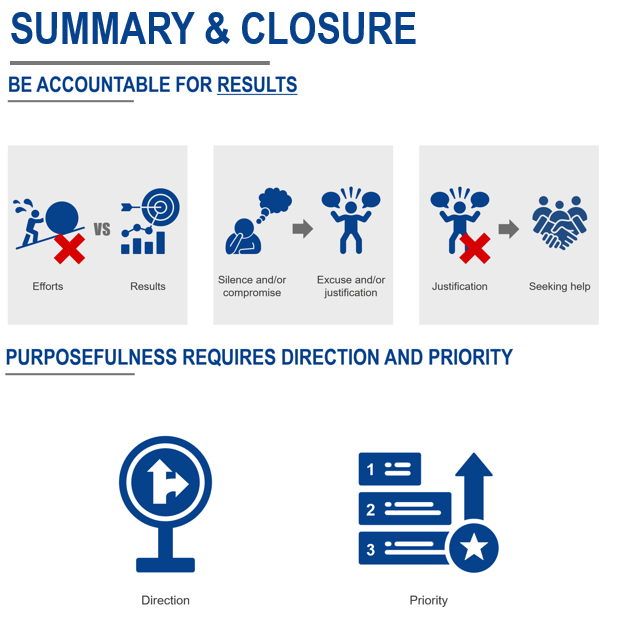 SUMMARY & CLOSURE
BE ACCOUNTABLE FOR RESULTS
VS
Efforts
Results
Silence and/or
compromise
Excuse and/or
justification
Justification
Seeking help
PURPOSEFULNESS REQUIRES DIRECTION AND PRIORITY
1
2
3
Direction
Priority